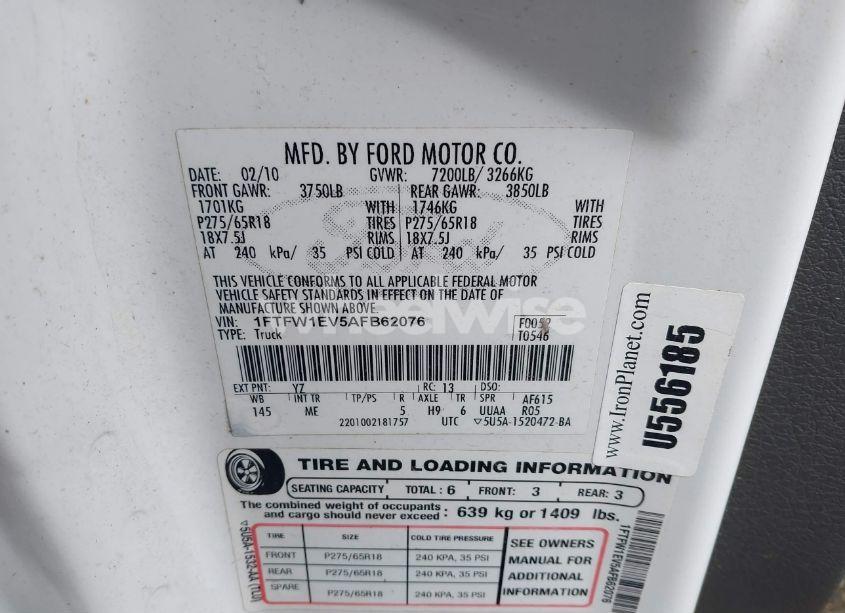 MFD. BY FORD MOTOR CO.
DATE: 02/10 GVWR: 7200LB/ 3266KG
FRONT GAWR: 3750LB REAR GAWR: 3850LB
1701KG WITH 1746KG WITH
P275/65R18 TIRES P275/65R18 TIRES
18X7.5J RIMS 18X7.5J RIMS
AT 240 kPa/ 35 PSI COLD AT 240 kPa/ 35 PSI COLD
THIS VEHICLE CONFORMS TO ALL APPLICABLE FEDERAL MOTOR
VEHICLE SAFETY STANDARDS IN EFFECT ON THE DATE OF
MANUFACTURE SHOWN ABOVE.
VIN: 1FTFW1EV5AFB62076
TYPE: Truck
T0546
wheelwise
EXT PNT: YZ RC: 13 DSO:
WB INT TR TP/PS R AXLE TR SPR AF615
145 ME 5 H9 6 UUAA R05
2201002181757 UTC ▽5U5A-1520472-BA
www.IronPlanet.com
U556185
TIRE AND LOADING INFORMATION
SEATING CAPACITY TOTAL : 6 FRONT: 3 REAR: 3
The combined weight of occupants
and cargo should never exceed : 639 kg or 1409 lbs.
TIRE SIZE COLD TIRE PRESSURE
FRONT P275/65R18 240 KPA, 35 PSI
REAR P275/65R18 240 KPA, 35 PSI
SPARE P275/65R18 240 KPA, 35 PSI
SEE OWNERS
MANUAL FOR
ADDITIONAL
INFORMATION
1FTFW1EV5AFB62076